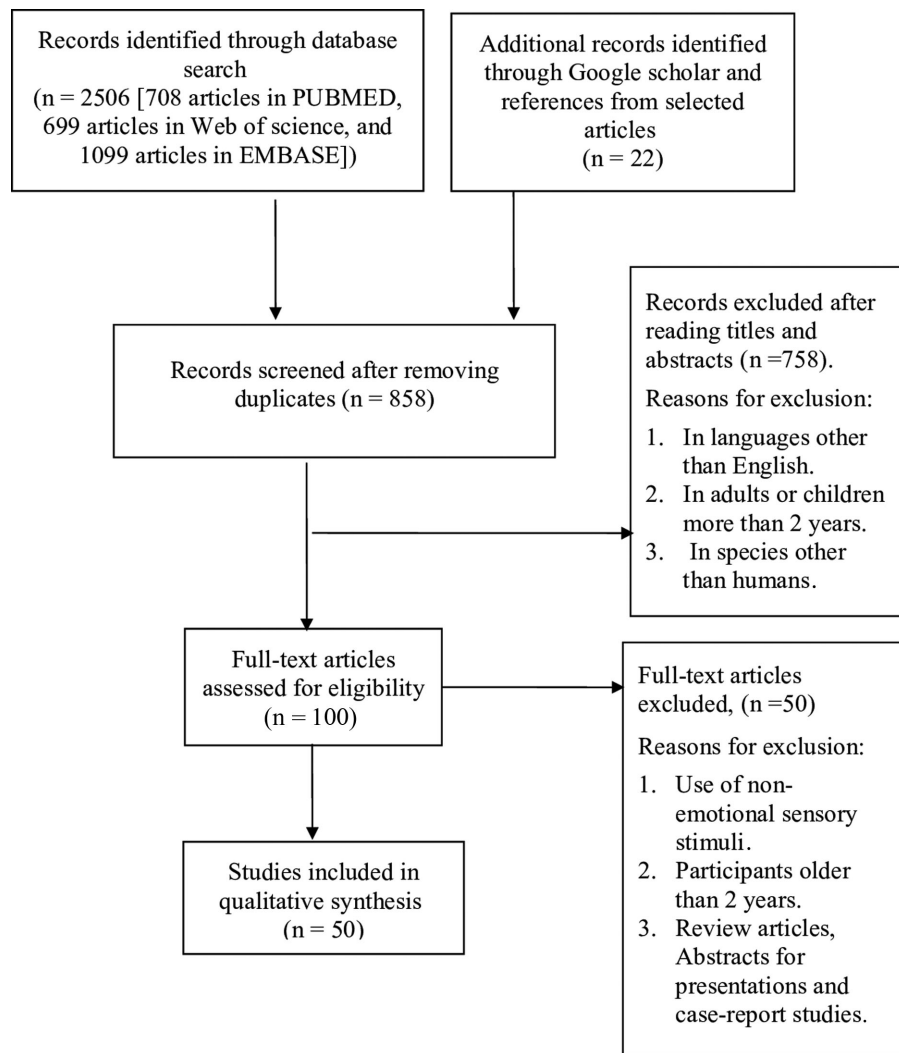 Records identified through database
search
(n = 2506 [708 articles in PUBMED,
699 articles in Web of science, and
1099 articles in EMBASE])
Additional records identified
through Google scholar and
references from selected
articles
(n = 22)
Records screened after removing
duplicates (n = 858)
Records excluded after
reading titles and
abstracts (n =758).
Reasons for exclusion:
1. In languages other
than English.
2. In adults or children
more than 2 years.
3. In species other
than humans.
Full-text articles
assessed for eligibility
(n = 100)
Full-text articles
excluded, (n =50)
Reasons for exclusion:
1. Use of non-
emotional sensory
stimuli.
2. Participants older
than 2 years.
3. Review articles,
Abstracts for
presentations and
case-report studies.
Studies included in
qualitative synthesis
(n = 50)